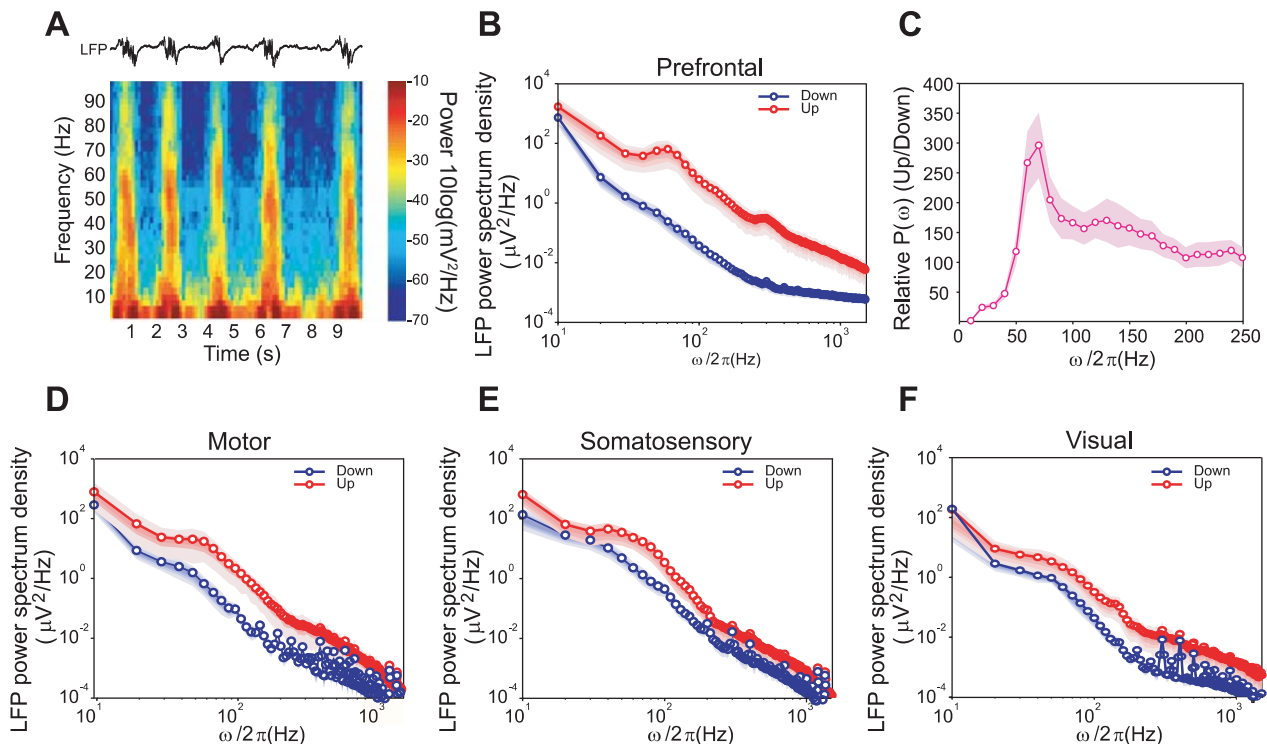 A
LFP
Frequency (Hz)
90
80
70
60
50
40
30
20
10
1 2 3 4 5 6 7 8 9
Time (s)
-10
-20
-30
-40
-50
-60
-70
Power 10log(mV²/Hz)
B
Prefrontal
LFP power spectrum density
(μV²/Hz)
10⁴
10²
10⁰
10⁻²
10⁻⁴
Down
Up
10¹ 10² 10³
ω/2π(Hz)
C
Relative P(ω) (Up/Down)
400
350
300
250
200
150
100
50
0 50 100 150 200 250
ω/2π(Hz)
D
Motor
LFP power spectrum density
(μV²/Hz)
10⁴
10²
10⁰
10⁻²
10⁻⁴
Down
Up
10¹ 10² 10³
ω/2π(Hz)
E
Somatosensory
LFP power spectrum density
(μV²/Hz)
10⁴
10²
10⁰
10⁻²
10⁻⁴
Down
Up
10¹ 10² 10³
ω/2π(Hz)
F
Visual
LFP power spectrum density
(μV²/Hz)
10⁴
10²
10⁰
10⁻²
10⁻⁴
Down
Up
10¹ 10² 10³
ω/2π(Hz)